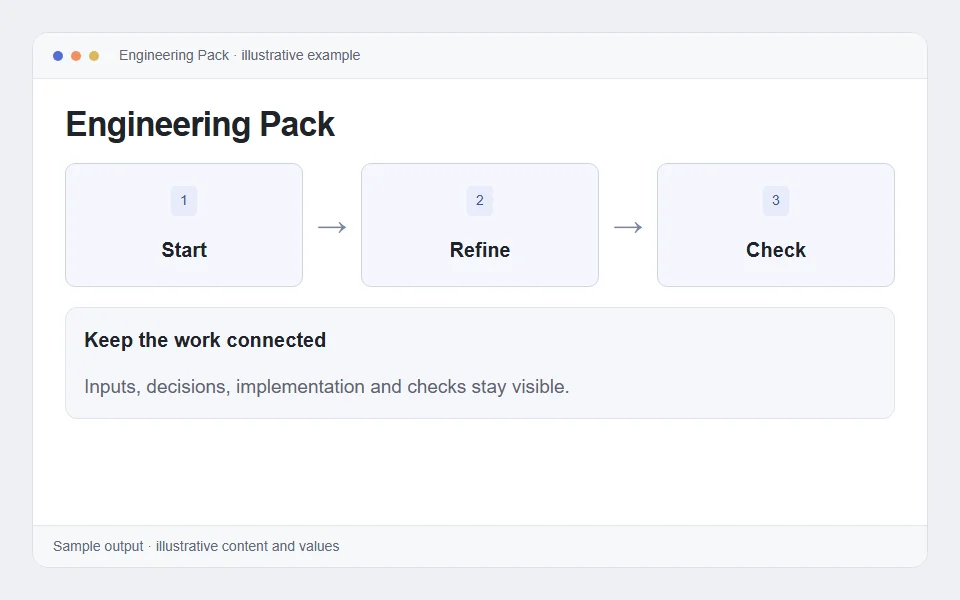 Engineering Pack · illustrative example
Engineering Pack
1
Start
→
2
Refine
→
3
Check
Keep the work connected
Inputs, decisions, implementation and checks stay visible.
Sample output · illustrative content and values